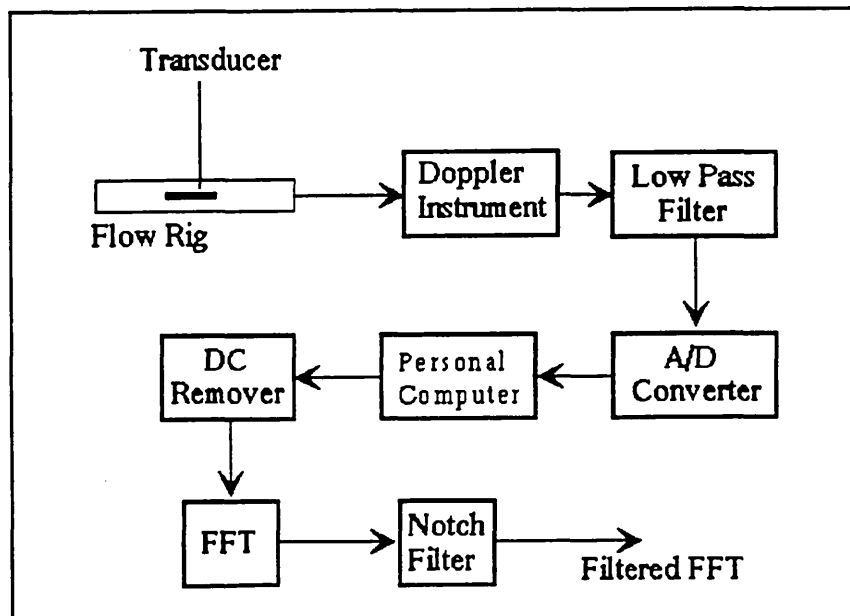 Transducer
Flow Rig
Doppler
Instrument
Low Pass
Filter
A/D
Converter
Personal
Computer
DC
Remover
FFT
Notch
Filter
Filtered FFT